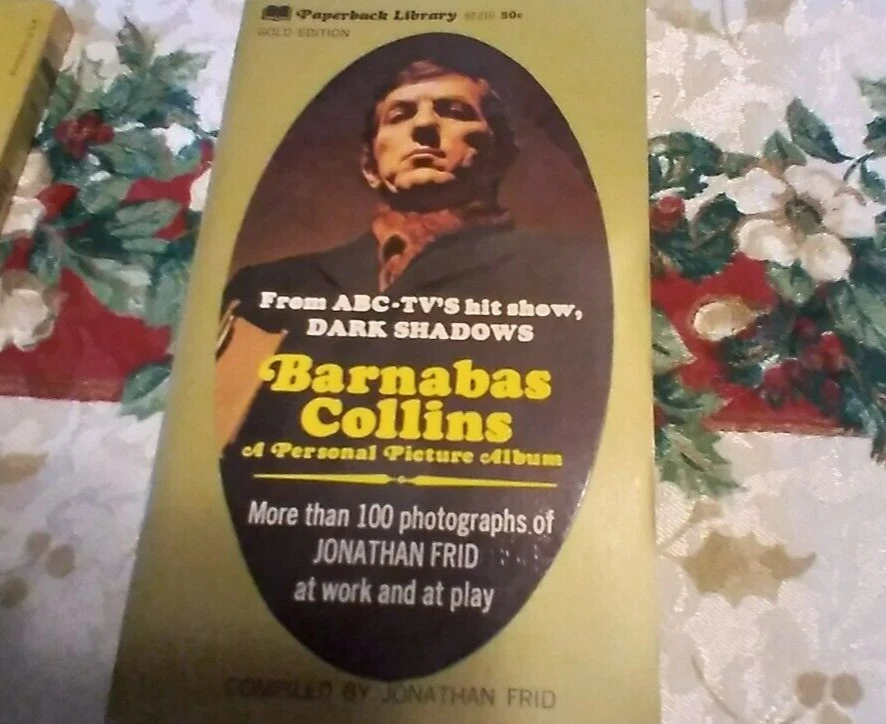 Paperback Library 50c
GOLD EDITION
From ABC-TV'S hit show,
DARK SHADOWS
Barnabas
Collins
A Personal Picture Album
More than 100 photographs of
JONATHAN FRID
at work and at play
COMPILED BY JONATHAN FRID